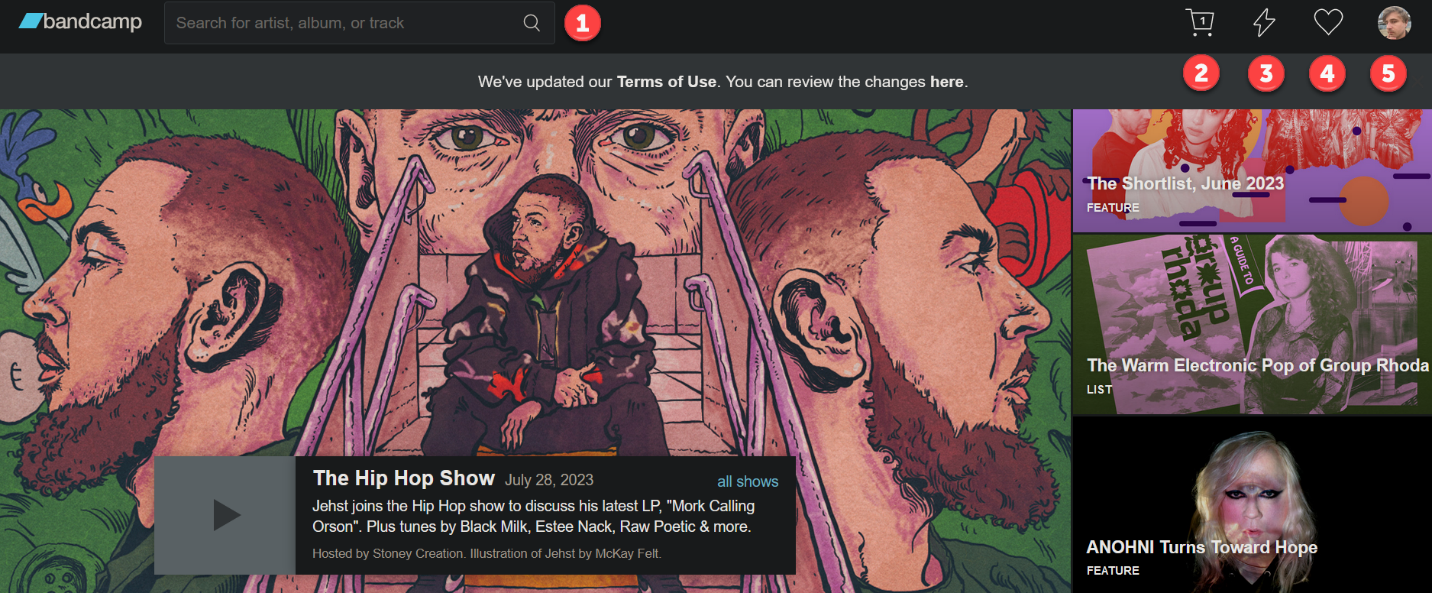 bandcamp
Search for artist, album, or track
1
1
2
3
4
5
We've updated our Terms of Use. You can review the changes here.
The Shortlist, June 2023
FEATURE
group
rhoda
A GUIDE TO
The Warm Electronic Pop of Group Rhoda
LIST
The Hip Hop Show July 28, 2023
all shows
Jehst joins the Hip Hop show to discuss his latest LP, "Mork Calling
Orson". Plus tunes by Black Milk, Estee Nack, Raw Poetic & more.
Hosted by Stoney Creation. Illustration of Jehst by McKay Felt.
ANOHNI Turns Toward Hope
FEATURE